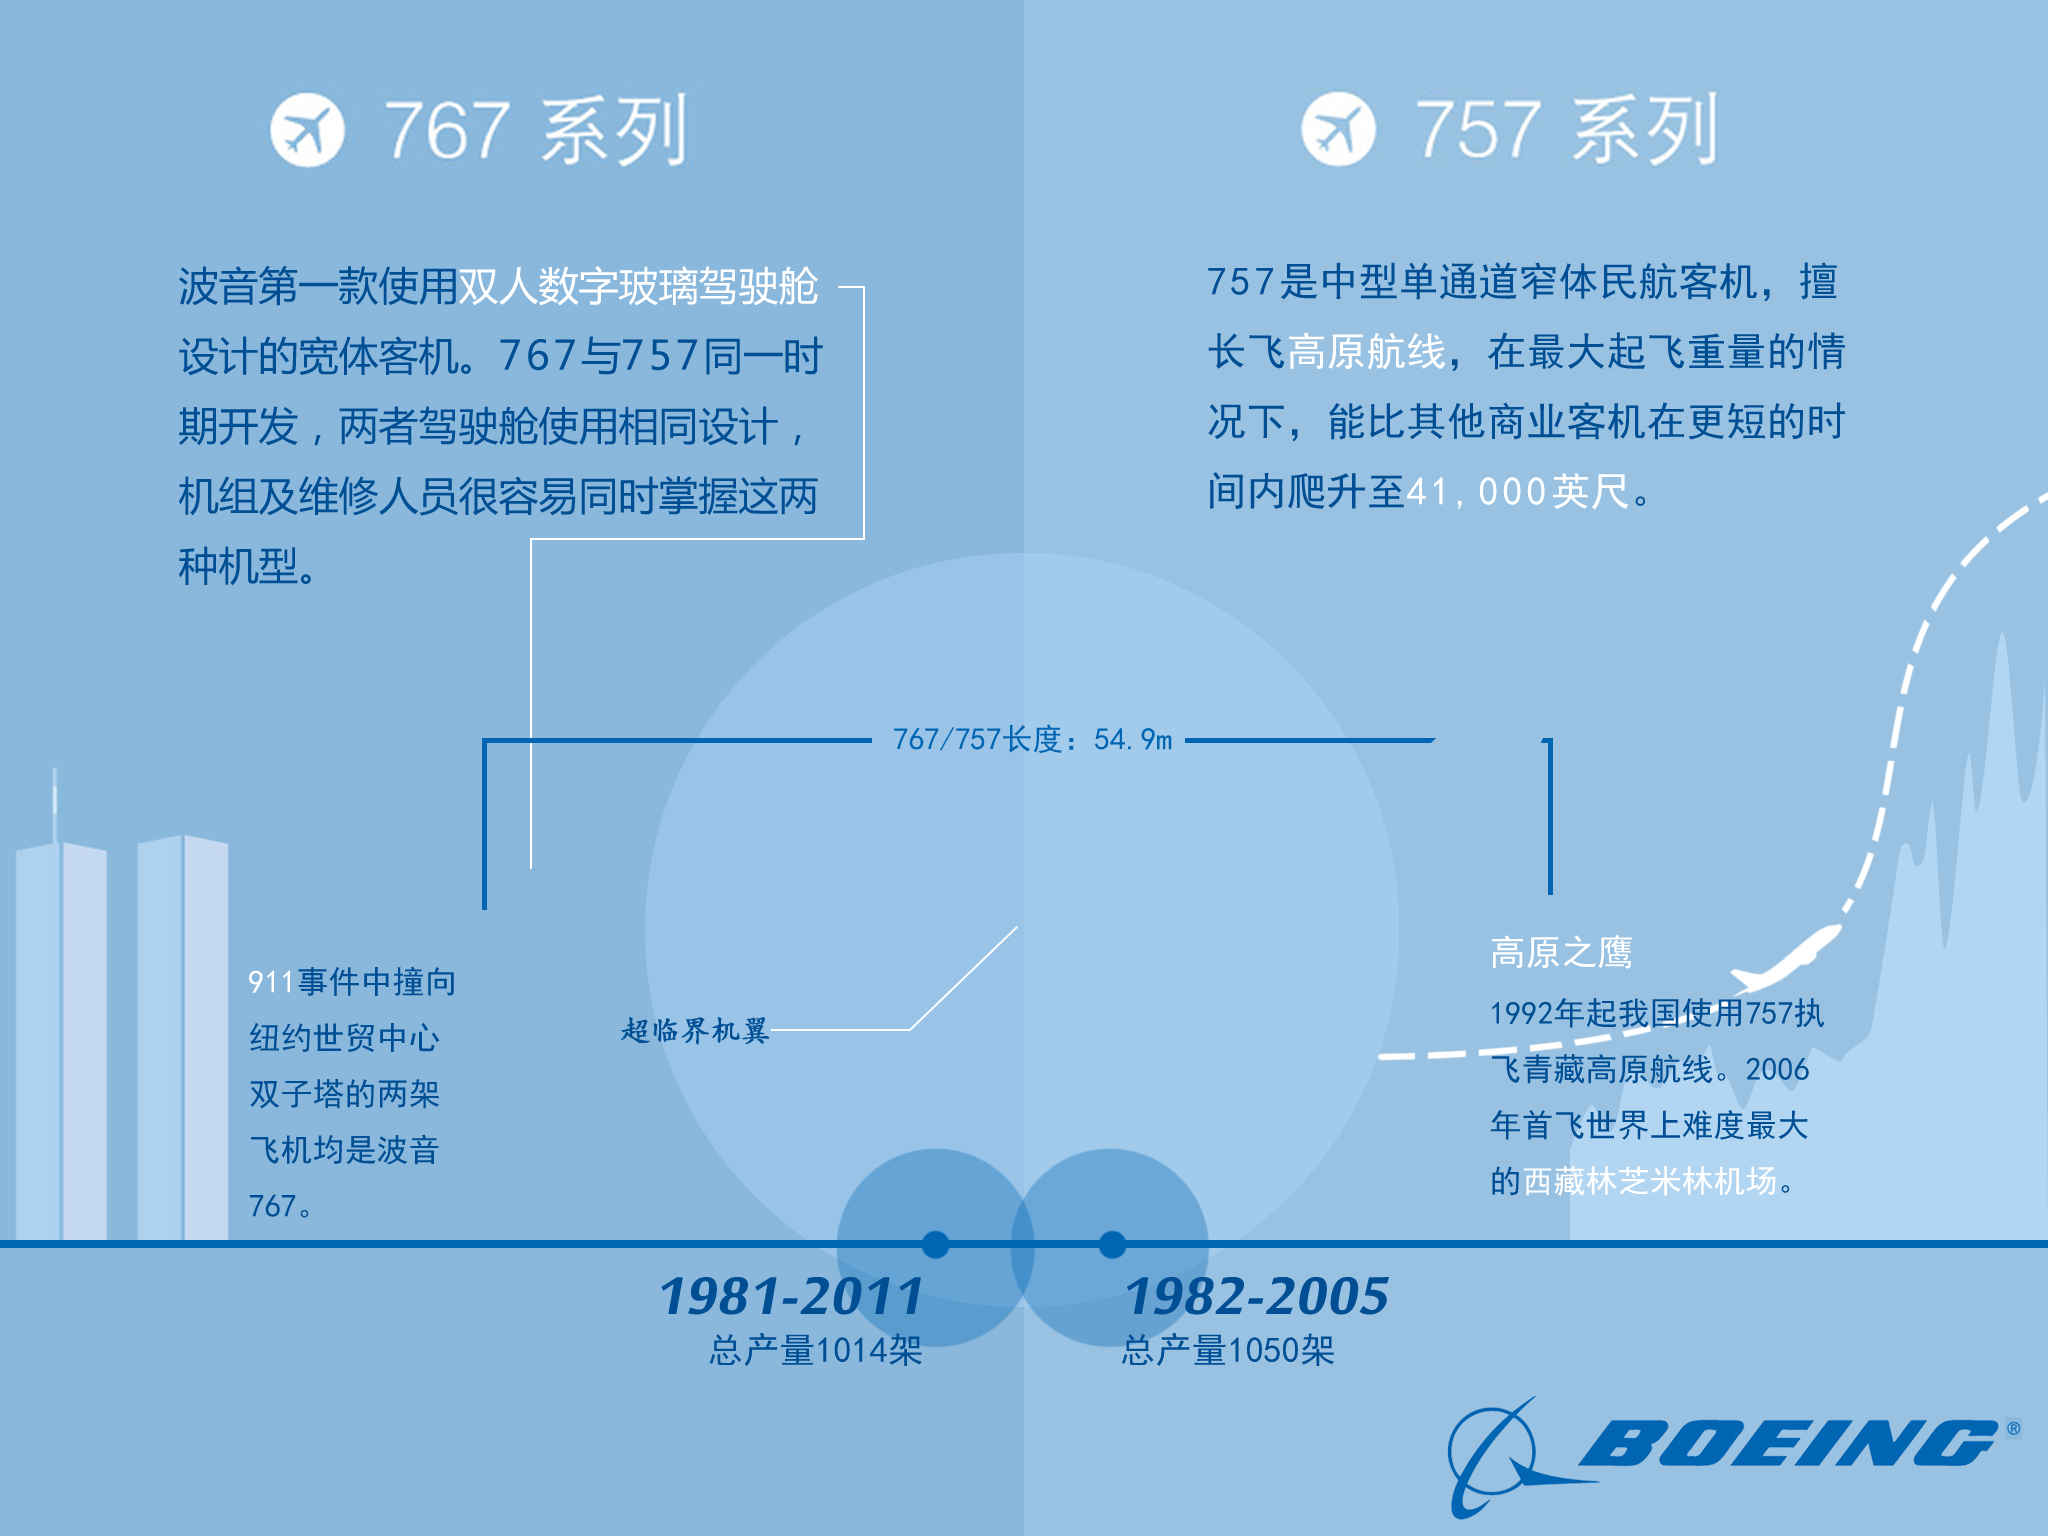 767 系列
波音第一款使用双人数字玻璃驾驶舱
设计的宽体客机。767与757同一时
期开发，两者驾驶舱使用相同设计，
机组及维修人员很容易同时掌握这两
种机型。
757 系列
757是中型单通道窄体民航客机，擅
长飞高原航线，在最大起飞重量的情
况下，能比其他商业客机在更短的时
间内爬升至41,000英尺。
767/757长度：54.9m
911事件中撞向
纽约世贸中心
双子塔的两架
飞机均是波音
767。
超临界机翼
高原之鹰
1992年起我国使用757执
飞青藏高原航线。2006
年首飞世界上难度最大
的西藏林芝米林机场。
1981-2011
总产量1014架
1982-2005
总产量1050架
BOEING®